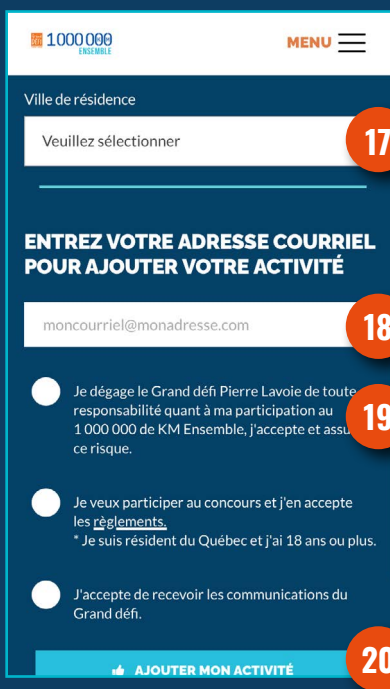 1 000 000
ENSEMBLE
MENU
Ville de résidence
Veuillez sélectionner
17
ENTREZ VOTRE ADRESSE COURRIEL
POUR AJOUTER VOTRE ACTIVITÉ
moncourriel@monadresse.com
18
Je dégage le Grand défi Pierre Lavoie de toute
responsabilité quant à ma participation au
19
1 000 000 de KM Ensemble, j'accepte et assu
ce risque.
Je veux participer au concours et j'en accepte
les règlements.
* Je suis résident du Québec et j'ai 18 ans ou plus.
J'accepte de recevoir les communications du
Grand défi.
AJOUTER MON ACTIVITÉ
20